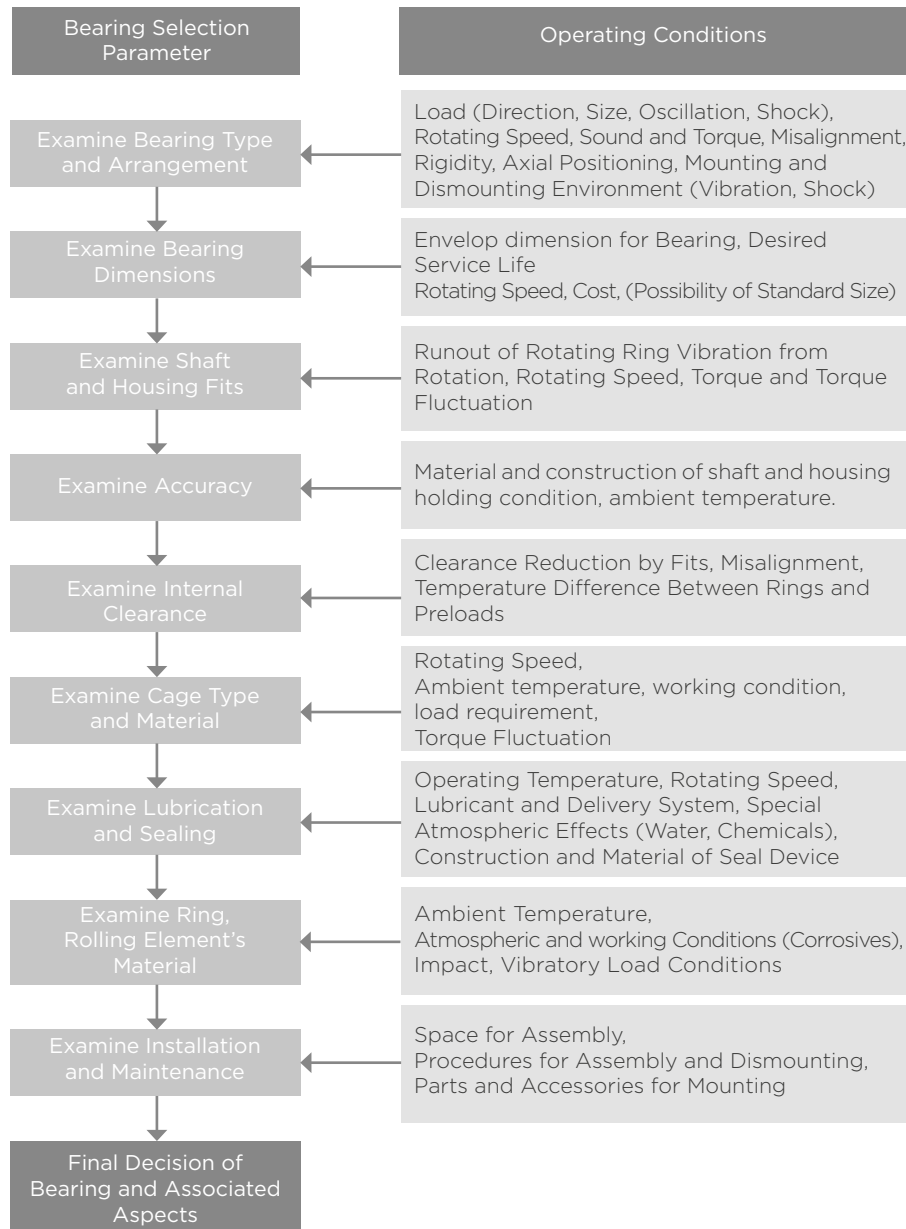 Bearing Selection
Parameter
Operating Conditions
Examine Bearing Type
and Arrangement
Load (Direction, Size, Oscillation, Shock),
Rotating Speed, Sound and Torque, Misalignment,
Rigidity, Axial Positioning, Mounting and
Dismounting Environment (Vibration, Shock)
Examine Bearing
Dimensions
Envelop dimension for Bearing, Desired
Service Life
Rotating Speed, Cost, (Possibility of Standard Size)
Examine Shaft
and Housing Fits
Runout of Rotating Ring Vibration from
Rotation, Rotating Speed, Torque and Torque
Fluctuation
Examine Accuracy
Material and construction of shaft and housing
holding condition, ambient temperature.
Examine Internal
Clearance
Clearance Reduction by Fits, Misalignment,
Temperature Difference Between Rings and
Preloads
Examine Cage Type
and Material
Rotating Speed,
Ambient temperature, working condition,
load requirement,
Torque Fluctuation
Examine Lubrication
and Sealing
Operating Temperature, Rotating Speed,
Lubricant and Delivery System, Special
Atmospheric Effects (Water, Chemicals),
Construction and Material of Seal Device
Examine Ring,
Rolling Element's
Material
Ambient Temperature,
Atmospheric and working Conditions (Corrosives),
Impact, Vibratory Load Conditions
Examine Installation
and Maintenance
Space for Assembly,
Procedures for Assembly and Dismounting,
Parts and Accessories for Mounting
Final Decision of
Bearing and Associated
Aspects